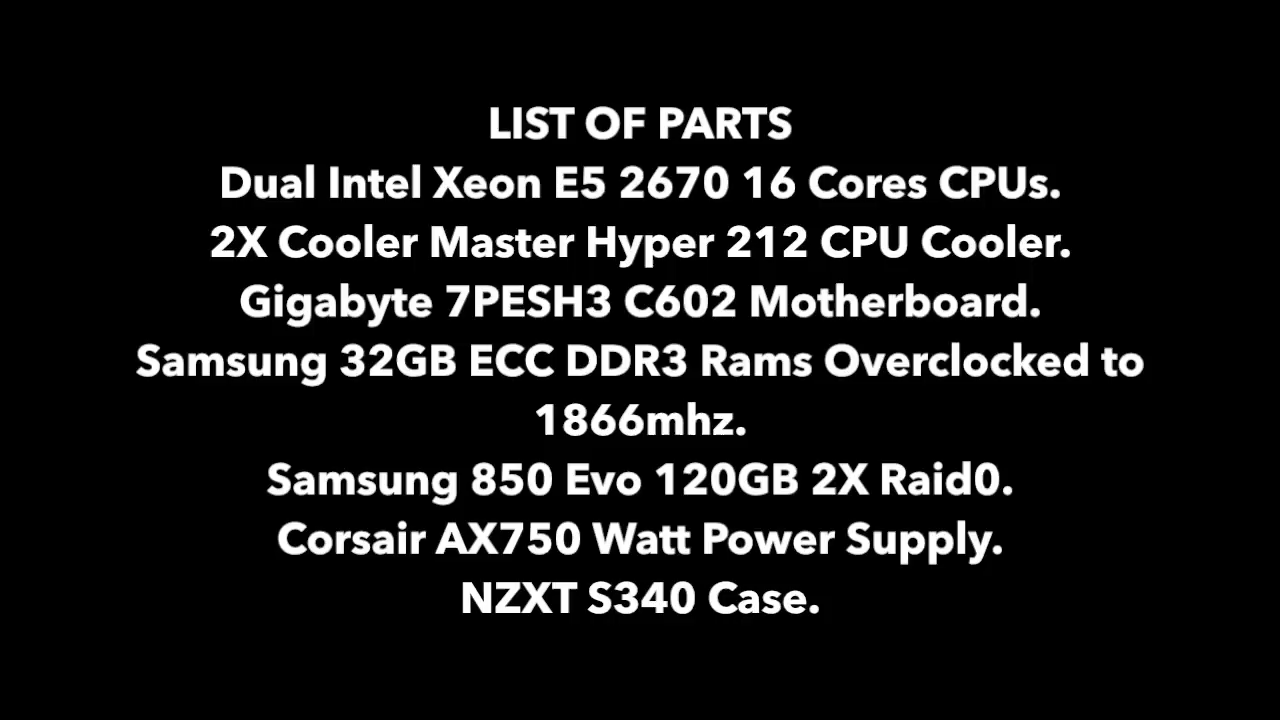 LIST OF PARTS
Dual Intel Xeon E5 2670 16 Cores CPUs.
2X Cooler Master Hyper 212 CPU Cooler.
Gigabyte 7PESH3 C602 Motherboard.
Samsung 32GB ECC DDR3 Rams Overclocked to
1866mhz.
Samsung 850 Evo 120GB 2X Raid0.
Corsair AX750 Watt Power Supply.
NZXT S340 Case.